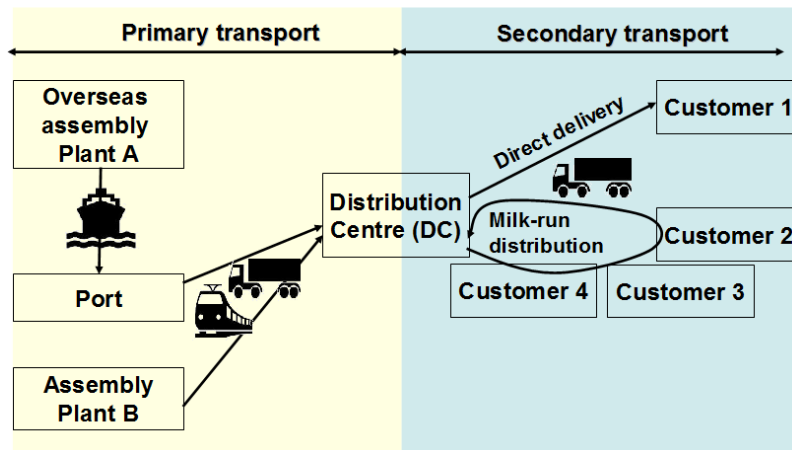 Primary transport
Secondary transport
Overseas
assembly
Plant A
Port
Assembly
Plant B
Distribution
Centre (DC)
Direct delivery
Customer 1
Milk-run
distribution
Customer 2
Customer 4
Customer 3